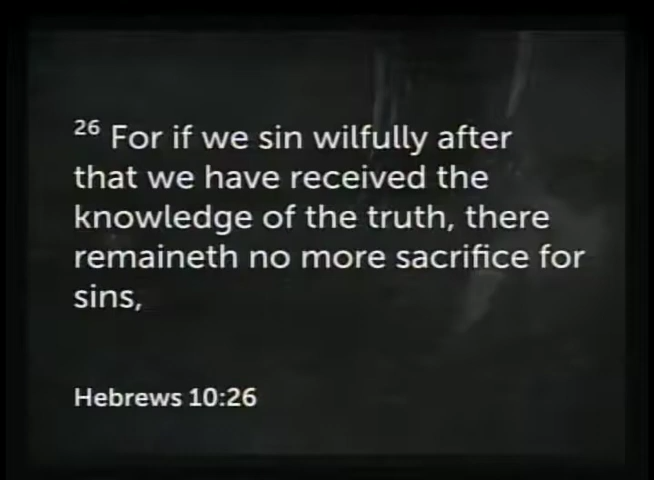 26 For if we sin wilfully after
that we have received the
knowledge of the truth, there
remaineth no more sacrifice for
sins,
Hebrews 10:26